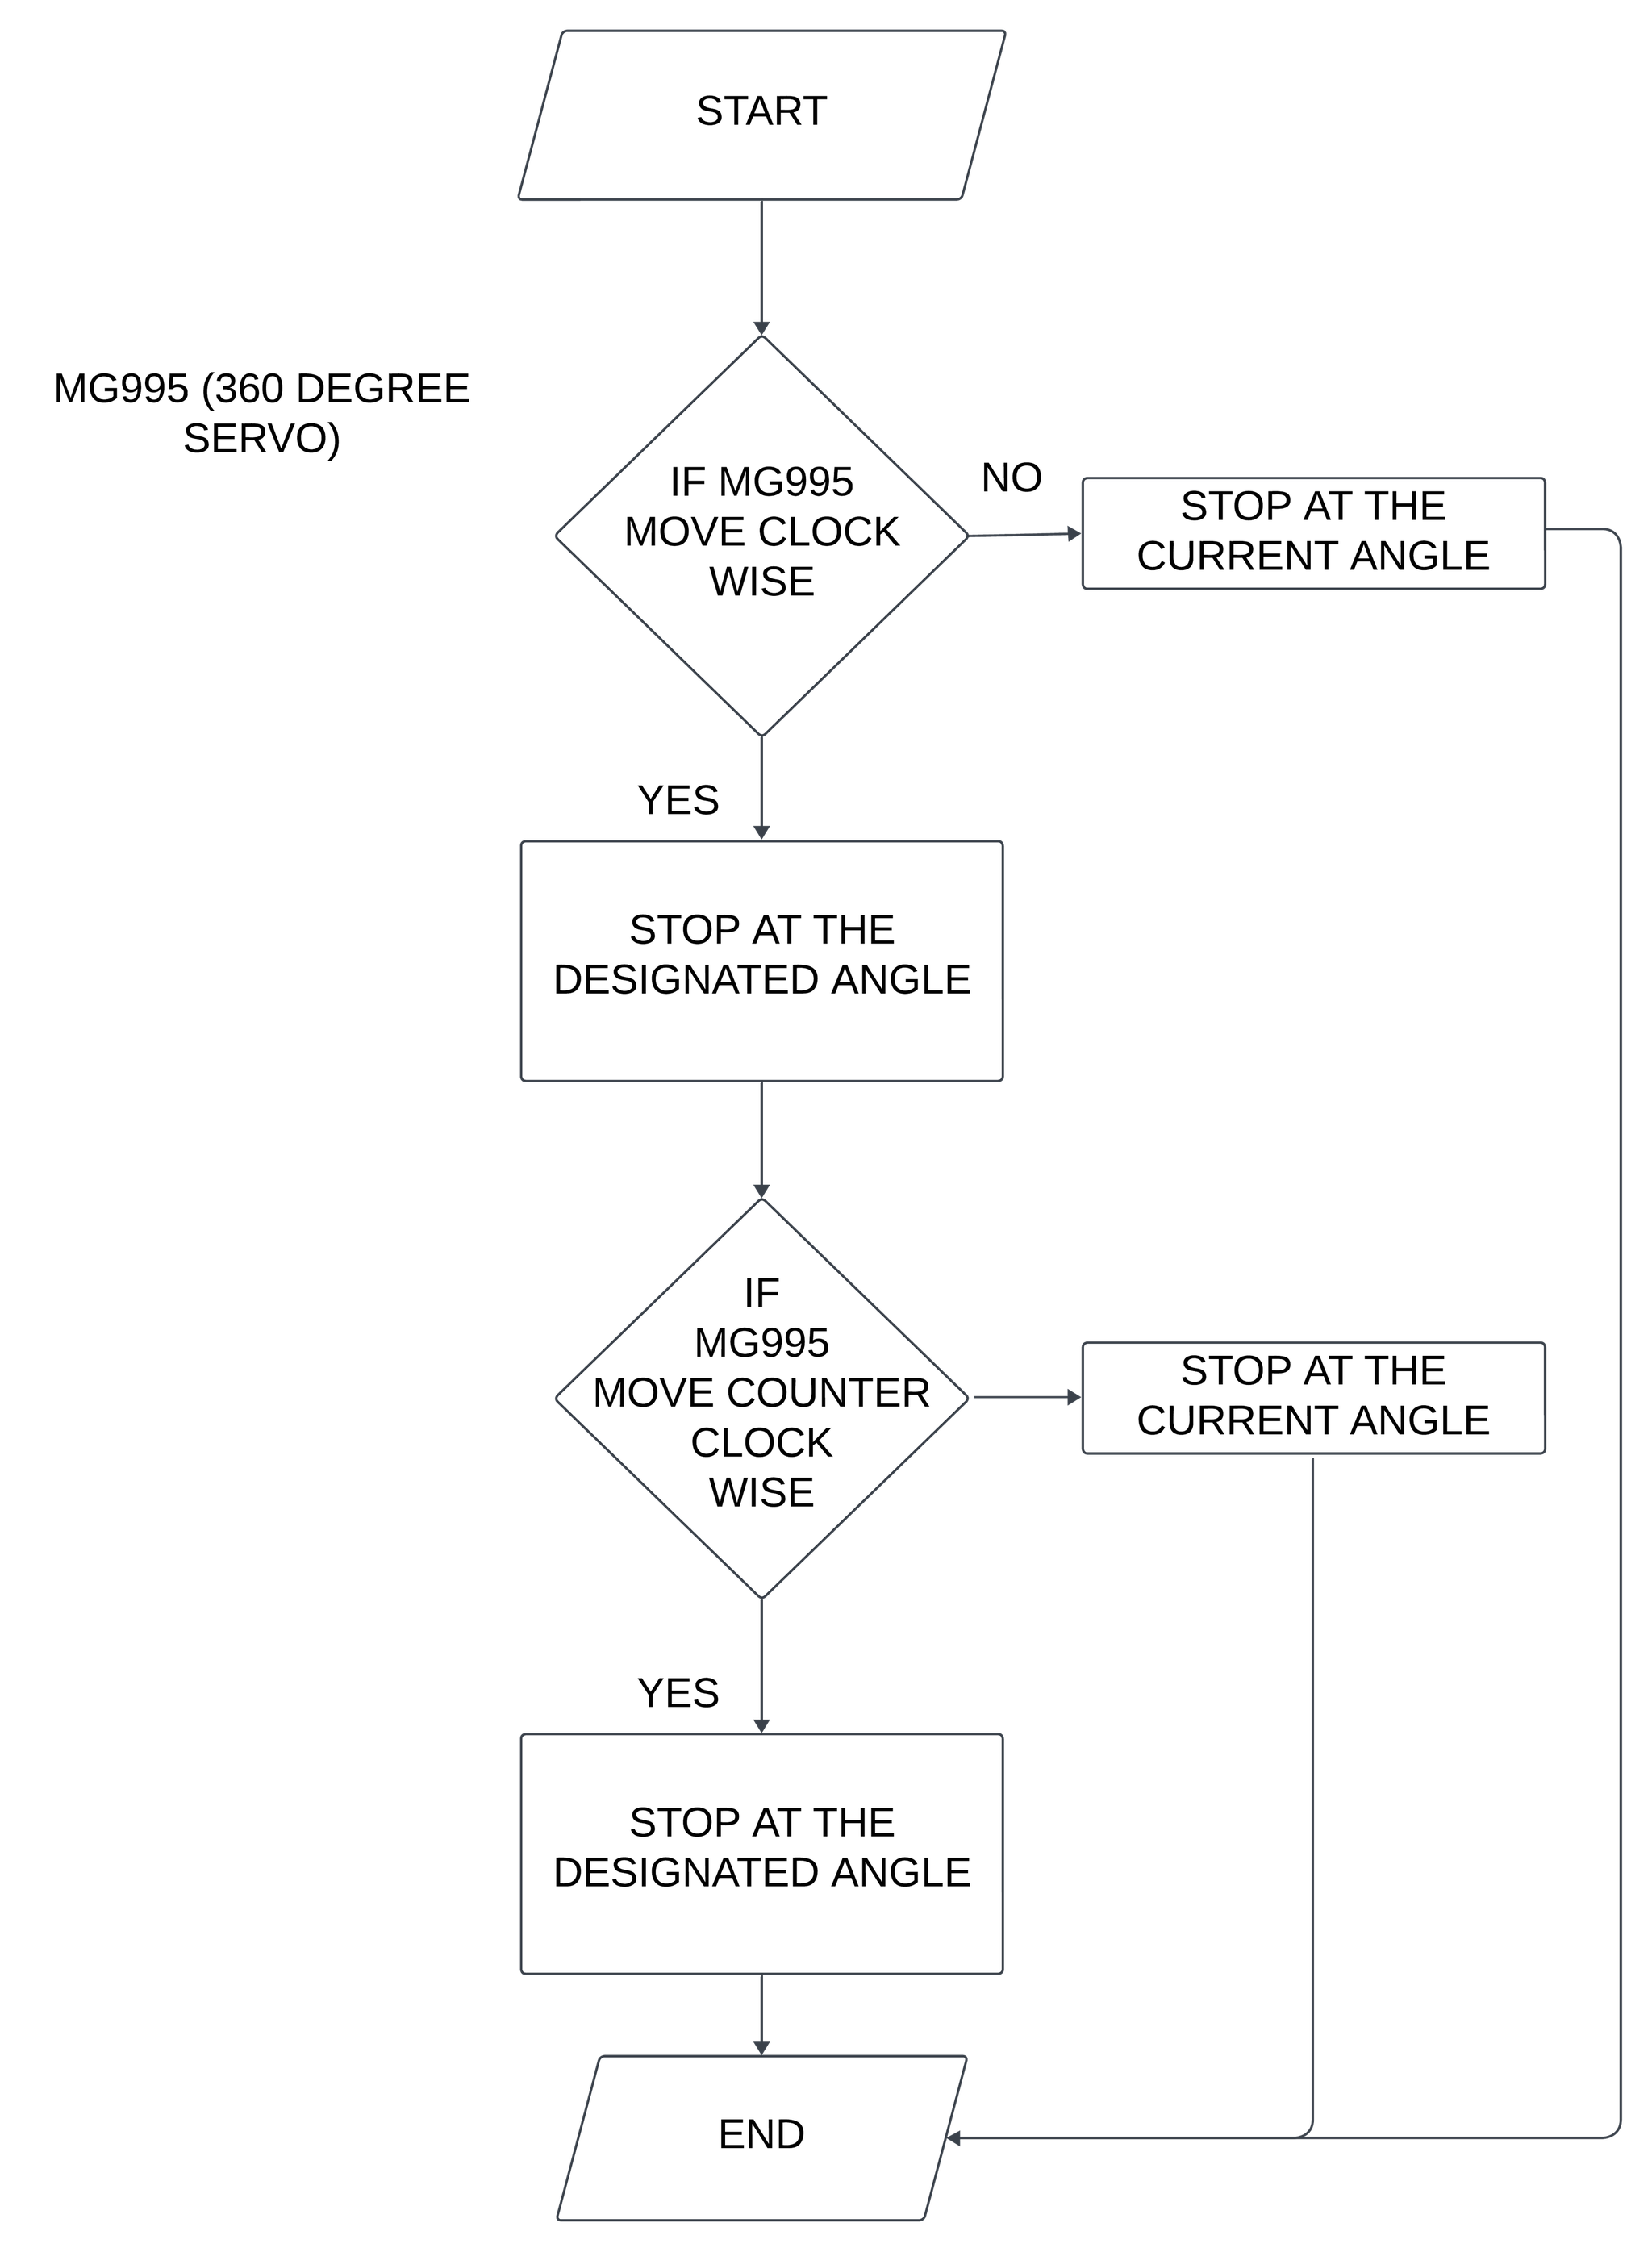 START
MG995 (360 DEGREE
SERVO)
IF MG995
MOVE CLOCK
WISE
NO
STOP AT THE
CURRENT ANGLE
YES
STOP AT THE
DESIGNATED ANGLE
IF
MG995
MOVE COUNTER
CLOCK
WISE
STOP AT THE
CURRENT ANGLE
YES
STOP AT THE
DESIGNATED ANGLE
END